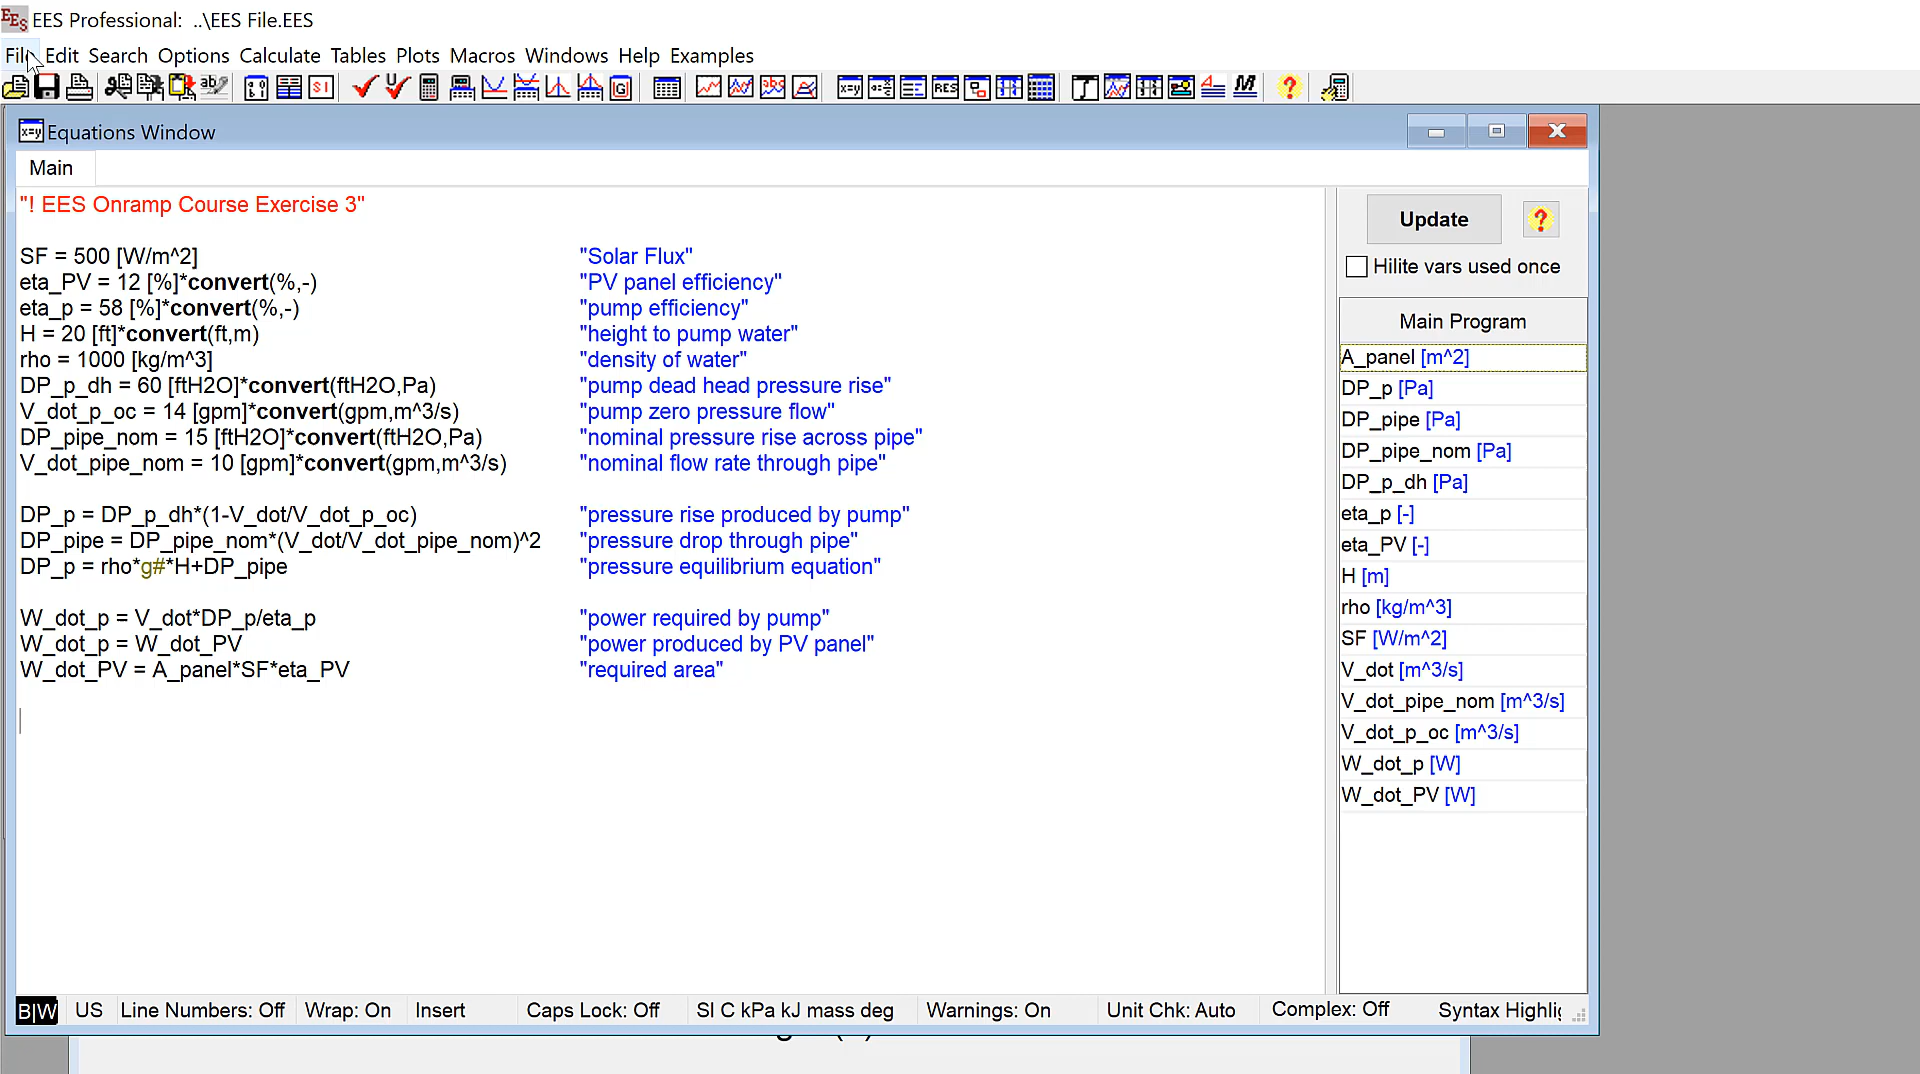 EES Professional:  ..\EES File.EES
File Edit Search Options Calculate Tables Plots Macros Windows Help Examples
Equations Window
Main
"! EES Onramp Course Exercise 3"
SF = 500 [W/m^2] "Solar Flux"
eta_PV = 12 [%]*convert(%,-) "PV panel efficiency"
eta_p = 58 [%]*convert(%,-) "pump efficiency"
H = 20 [ft]*convert(ft,m) "height to pump water"
rho = 1000 [kg/m^3] "density of water"
DP_p_dh = 60 [ftH2O]*convert(ftH2O,Pa) "pump dead head pressure rise"
V_dot_p_oc = 14 [gpm]*convert(gpm,m^3/s) "pump zero pressure flow"
DP_pipe_nom = 15 [ftH2O]*convert(ftH2O,Pa) "nominal pressure rise across pipe"
V_dot_pipe_nom = 10 [gpm]*convert(gpm,m^3/s) "nominal flow rate through pipe"
DP_p = DP_p_dh*(1-V_dot/V_dot_p_oc) "pressure rise produced by pump"
DP_pipe = DP_pipe_nom*(V_dot/V_dot_pipe_nom)^2 "pressure drop through pipe"
DP_p = rho*g#*H+DP_pipe "pressure equilibrium equation"
W_dot_p = V_dot*DP_p/eta_p "power required by pump"
W_dot_p = W_dot_PV "power produced by PV panel"
W_dot_PV = A_panel*SF*eta_PV "required area"
Update
Hilite vars used once
Main Program
A_panel [m^2]
DP_p [Pa]
DP_pipe [Pa]
DP_pipe_nom [Pa]
DP_p_dh [Pa]
eta_p [-]
eta_PV [-]
H [m]
rho [kg/m^3]
SF [W/m^2]
V_dot [m^3/s]
V_dot_pipe_nom [m^3/s]
V_dot_p_oc [m^3/s]
W_dot_p [W]
W_dot_PV [W]
B|W US Line Numbers: Off Wrap: On Insert Caps Lock: Off SI C kPa kJ mass deg Warnings: On Unit Chk: Auto Complex: Off Syntax Highli